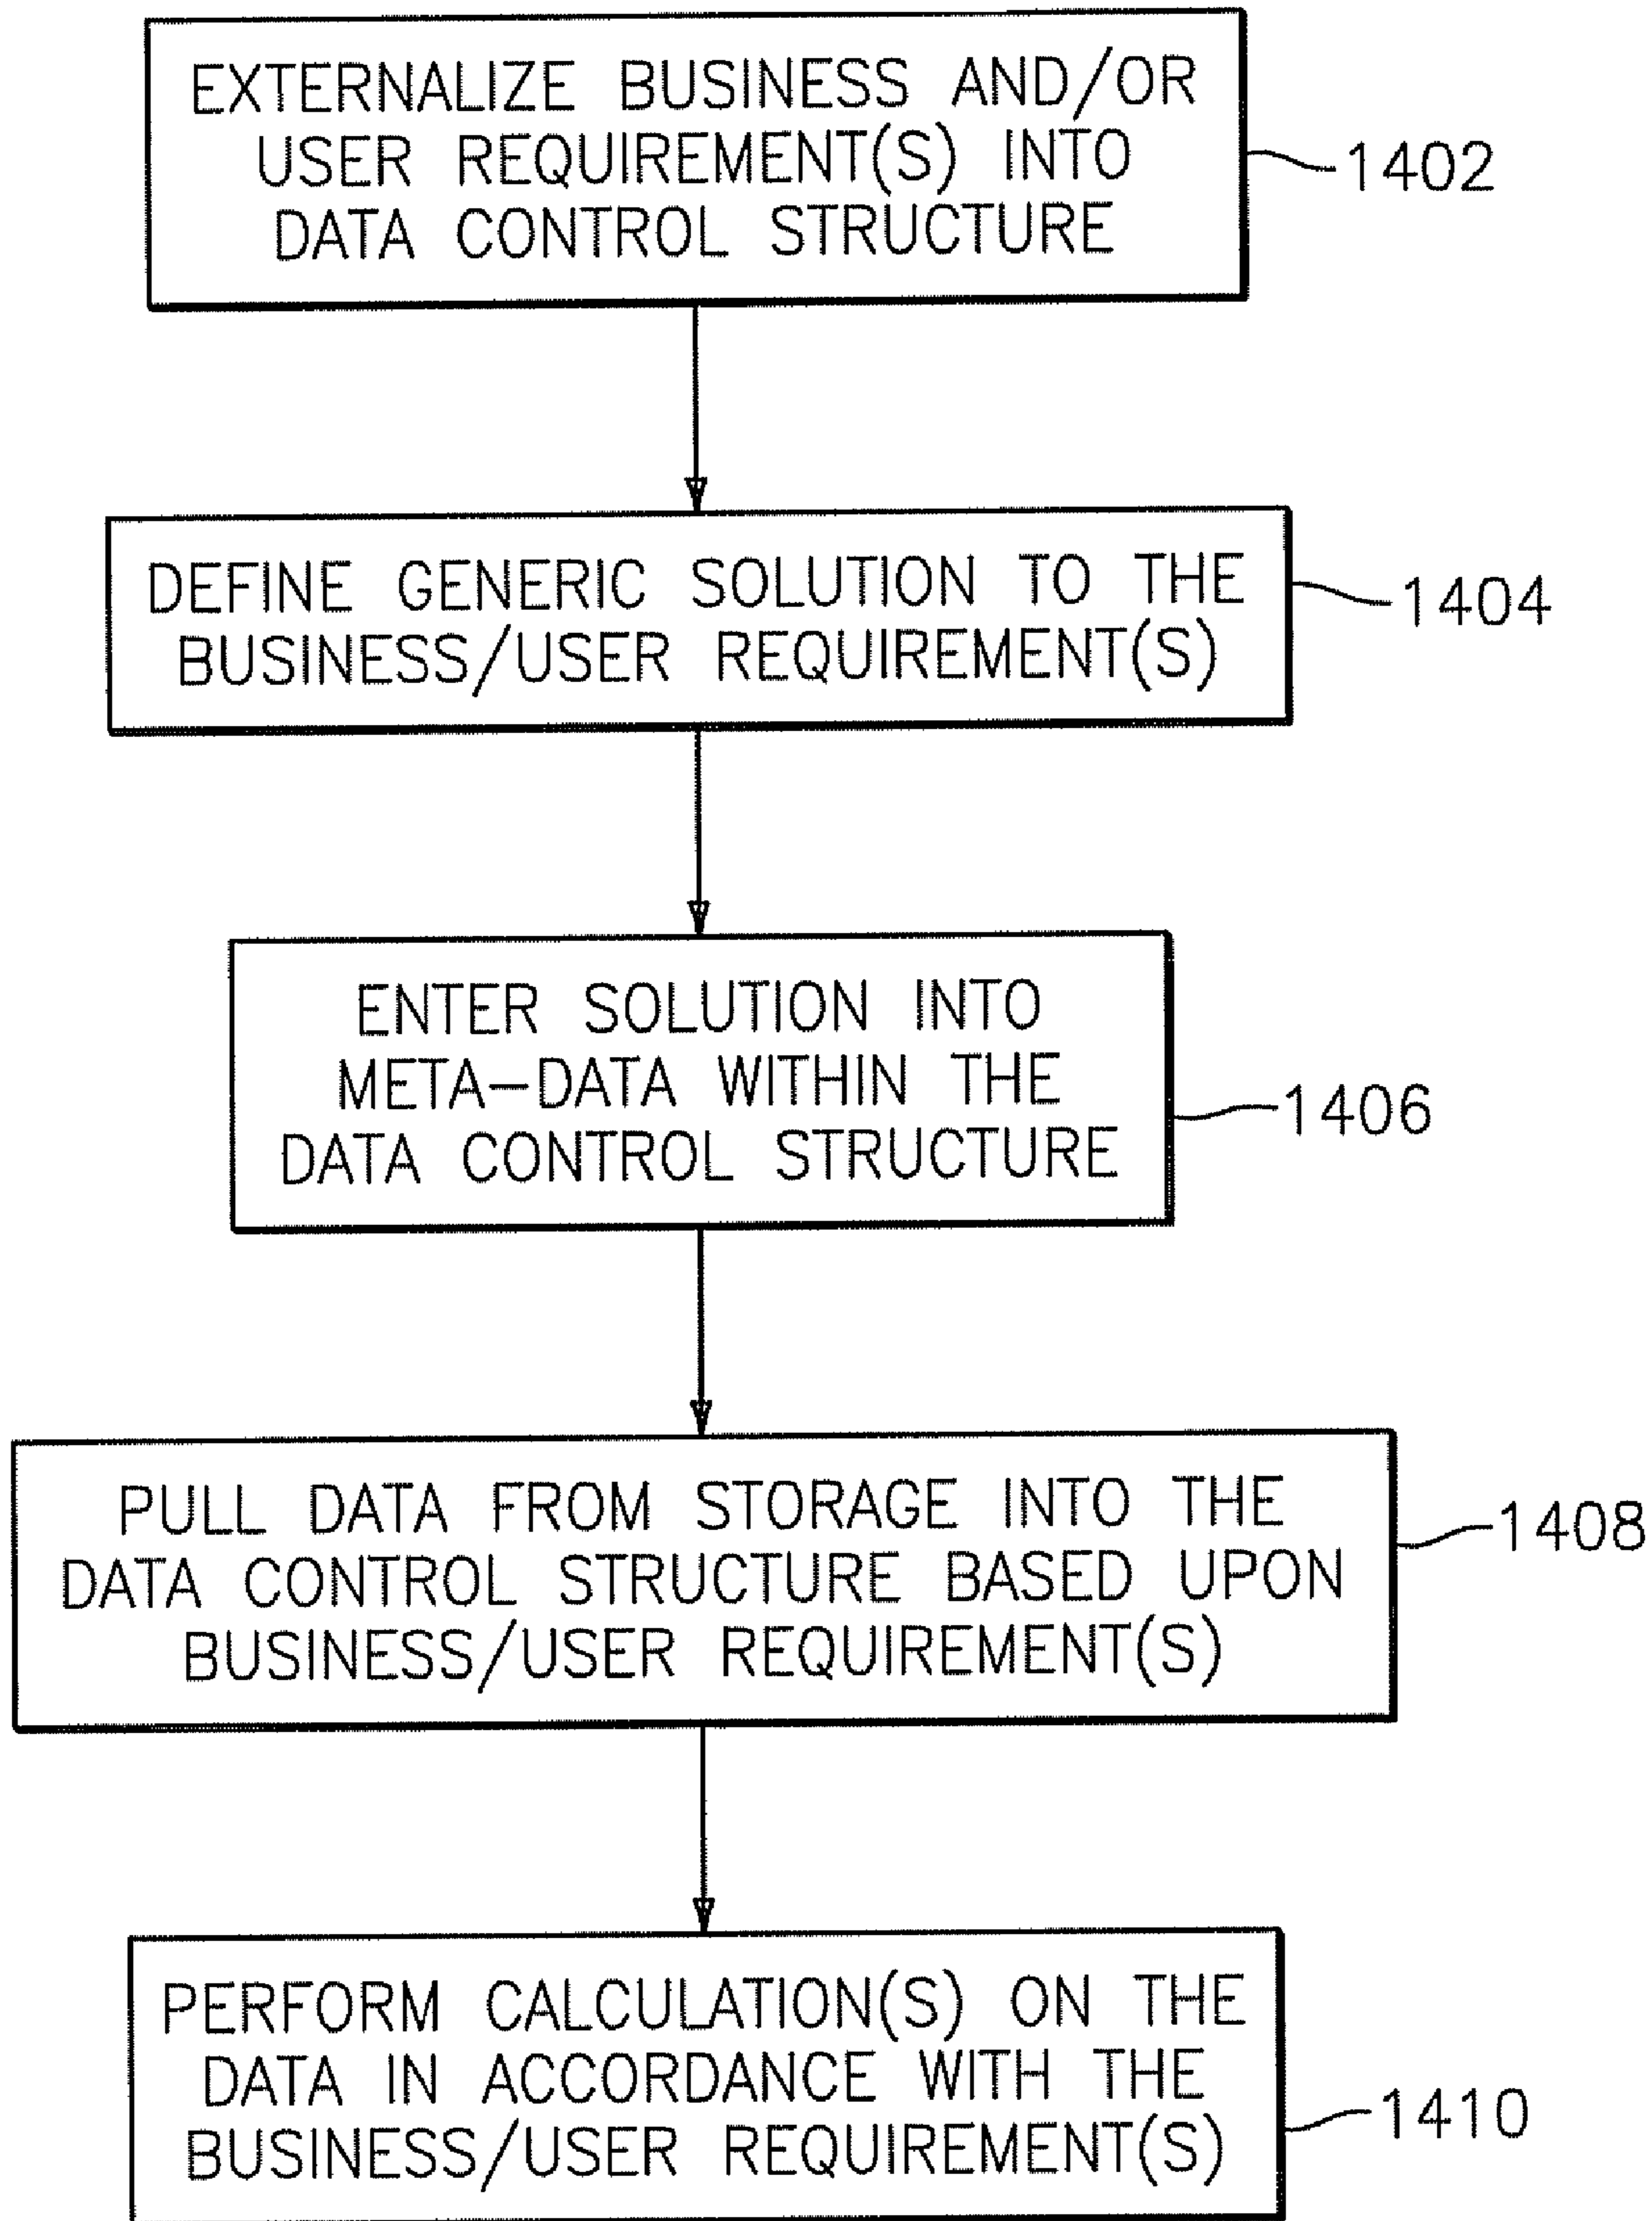 EXTERNALIZE BUSINESS AND/OR
USER REQUIREMENT(S) INTO
DATA CONTROL STRUCTURE
1402
DEFINE GENERIC SOLUTION TO THE
BUSINESS/USER REQUIREMENT(S)
1404
ENTER SOLUTION INTO
META-DATA WITHIN THE
DATA CONTROL STRUCTURE
1406
PULL DATA FROM STORAGE INTO THE
DATA CONTROL STRUCTURE BASED UPON
BUSINESS/USER REQUIREMENT(S)
1408
PERFORM CALCULATION(S) ON THE
DATA IN ACCORDANCE WITH THE
BUSINESS/USER REQUIREMENT(S)
1410